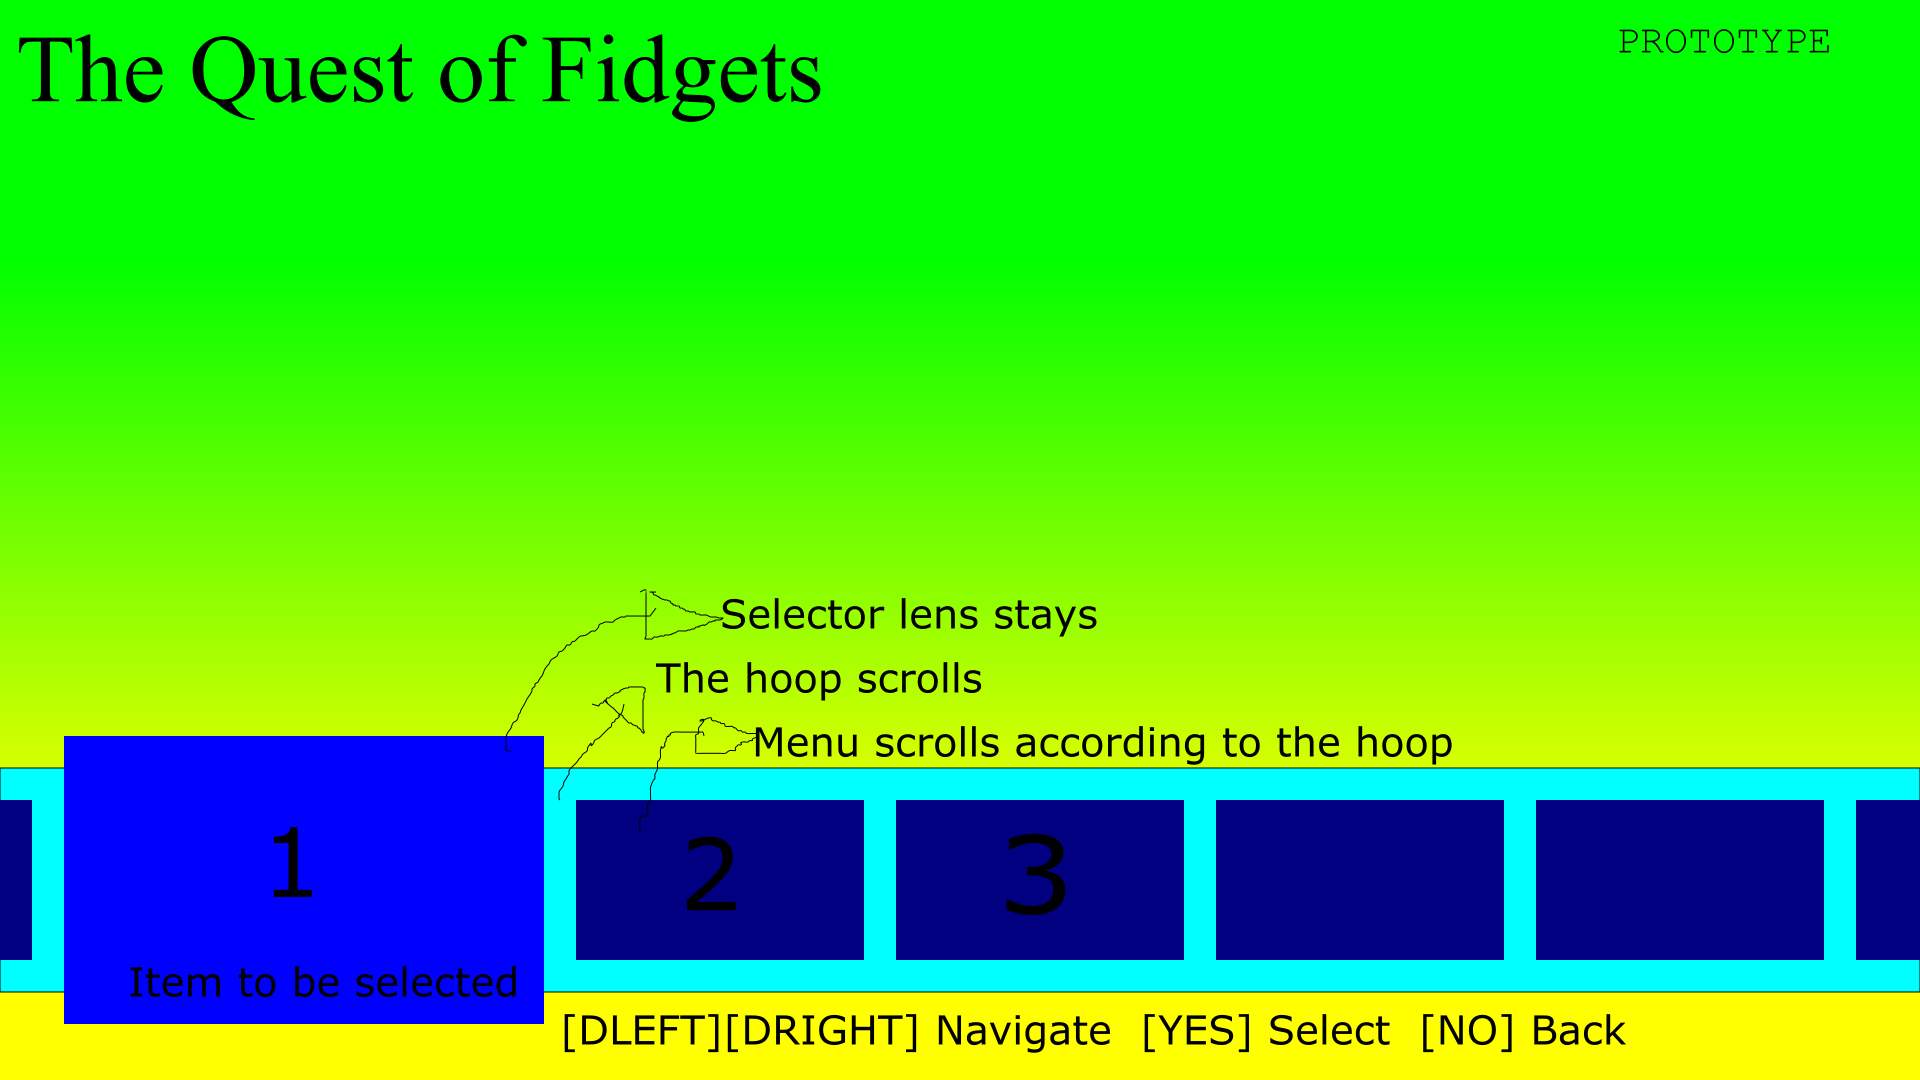 The Quest of Fidgets
PROTOTYPE
Selector lens stays
The hoop scrolls
Menu scrolls according to the hoop
1
2
3
Item to be selected
[DLEFT][DRIGHT] Navigate [YES] Select [NO] Back